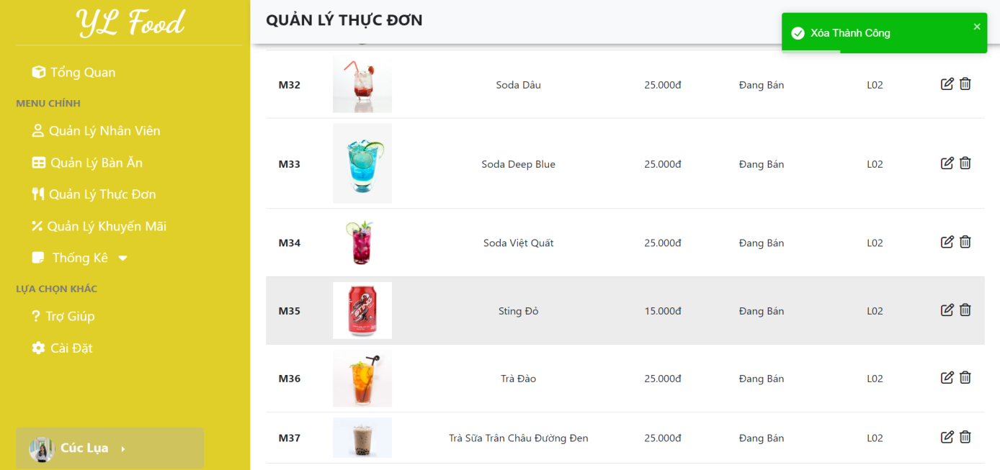 YL Food
Tổng Quan
MENU CHÍNH
Quản Lý Nhân Viên
Quản Lý Bàn Ăn
Quản Lý Thực Đơn
Quản Lý Khuyến Mãi
Thống Kê
LỰA CHỌN KHÁC
Trợ Giúp
Cài Đặt
Cúc Lụa
QUẢN LÝ THỰC ĐƠN
Xóa Thành Công
M32 Soda Dâu 25.000đ Đang Bán L02
M33 Soda Deep Blue 25.000đ Đang Bán L02
M34 Soda Việt Quất 25.000đ Đang Bán L02
M35 Sting Đỏ 15.000đ Đang Bán L02
M36 Trà Đào 25.000đ Đang Bán L02
M37 Trà Sữa Trân Châu Đường Đen 25.000đ Đang Bán L02